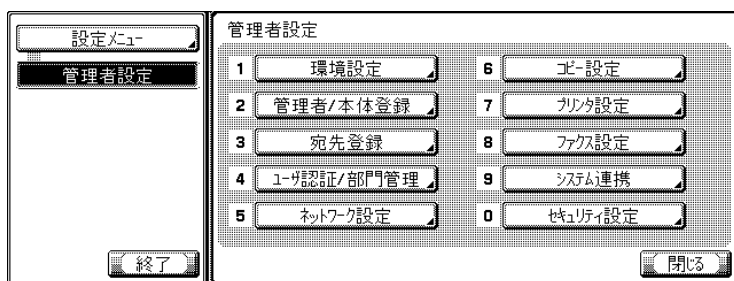 設定メニュー
管理者設定
終了
管理者設定
1 環境設定
2 管理者/本体登録
3 宛先登録
4 ユーザ認証/部門管理
5 ネットワーク設定
6 コピー設定
7 プリンタ設定
8 ファクス設定
9 システム連携
0 セキュリティ設定
閉じる